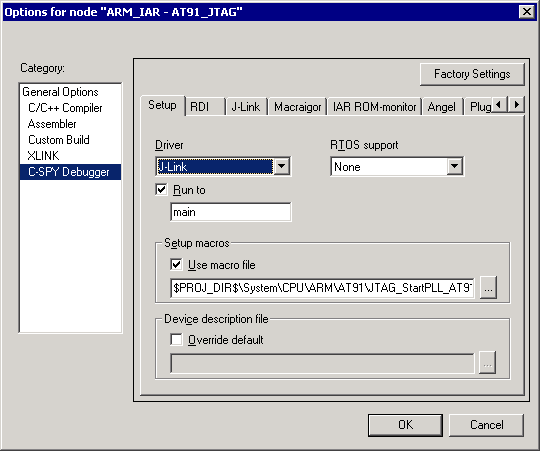 Options for node "ARM_IAR - AT91_JTAG"
Category:
Factory Settings
General Options
C/C++ Compiler
Assembler
Custom Build
XLINK
C-SPY Debugger
Setup RDI J-Link Macraigor IAR ROM-monitor Angel Plug
Driver RTOS support
J-Link None
Run to
main
Setup macros
Use macro file
$PROJ_DIR$\System\CPU\ARM\AT91\JTAG_StartPLL_AT9
...
Device description file
Override default
...
OK Cancel